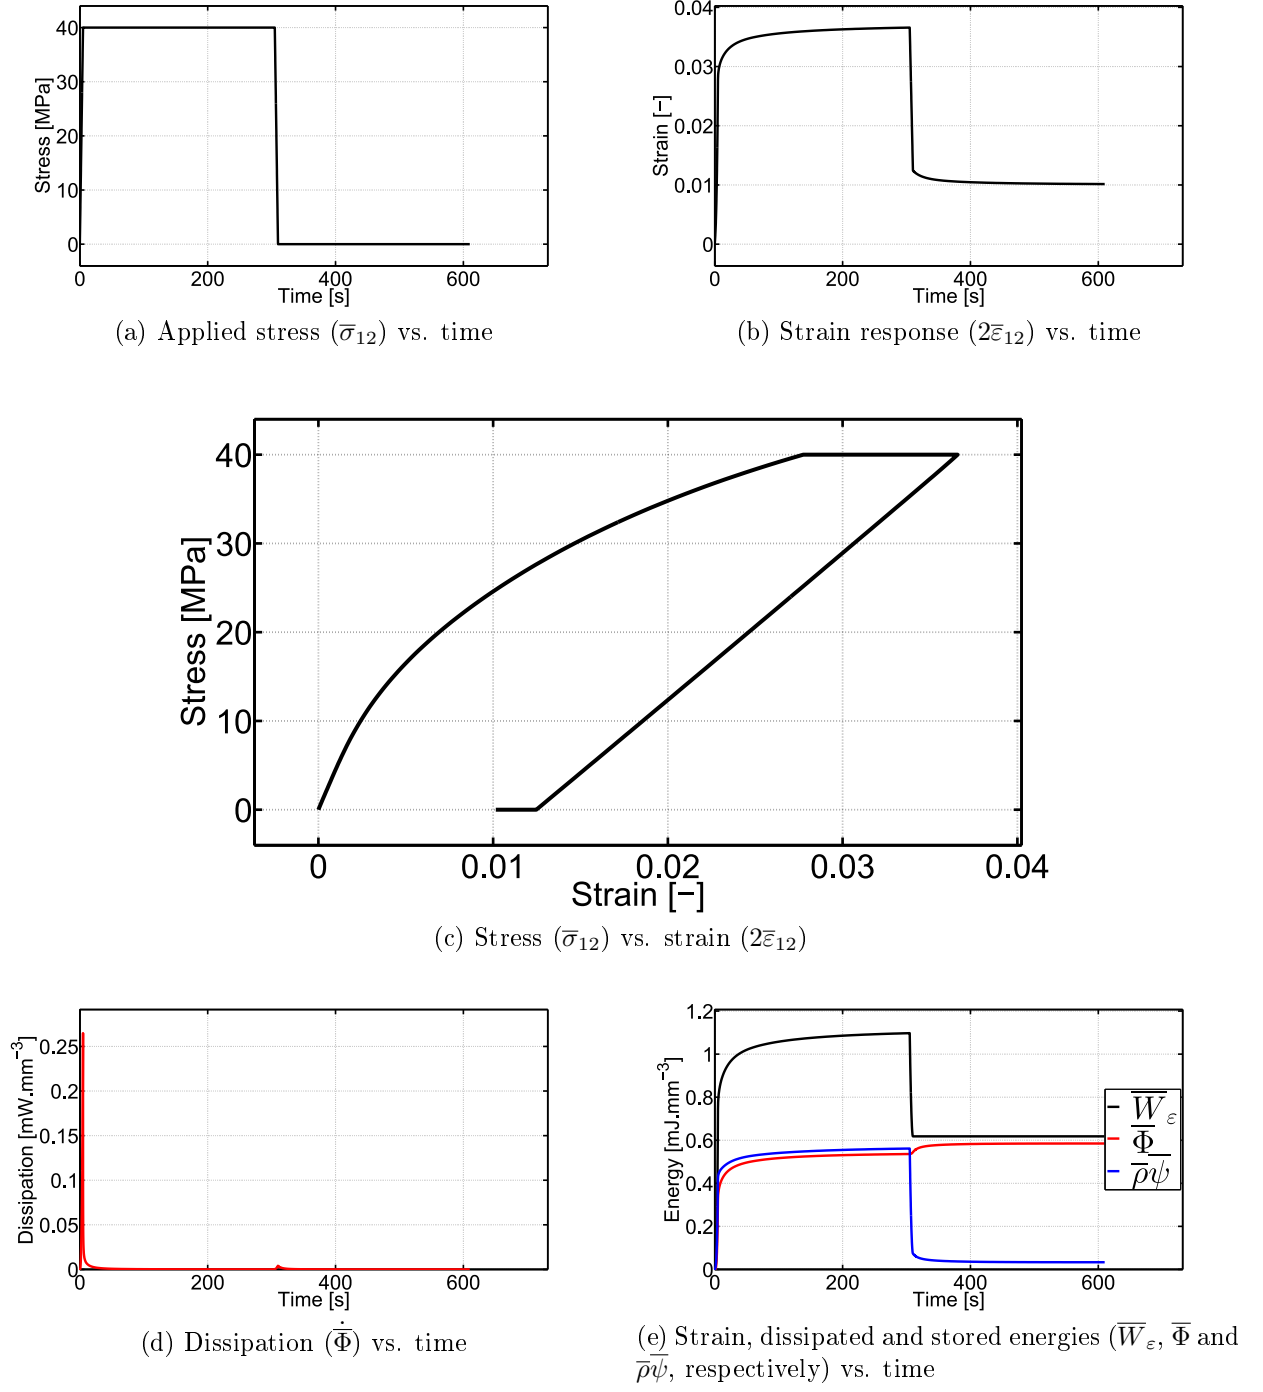 Stress [MPa]
40
30
20
10
0
0 200 400 600
Time [s]
(a) Applied stress (σ̅₁₂) vs. time
Strain [−]
0.04
0.03
0.02
0.01
0
0 200 400 600
Time [s]
(b) Strain response (2ε̅₁₂) vs. time
Stress [MPa]
40
30
20
10
0
0 0.01 0.02 0.03 0.04
Strain [−]
(c) Stress (σ̅₁₂) vs. strain (2ε̅₁₂)
Dissipation [mW.mm⁻³]
0.25
0.2
0.15
0.1
0.05
0
0 200 400 600
Time [s]
(d) Dissipation (Φ̅̇) vs. time
Energy [mJ.mm⁻³]
1.2
1
0.8
0.6
0.4
0.2
0
0 200 400 600
Time [s]
W̅ε
Φ̅
ρ̅ψ̅
(e) Strain, dissipated and stored energies (W̅ε, Φ̅ and
ρ̅ψ̅, respectively) vs. time